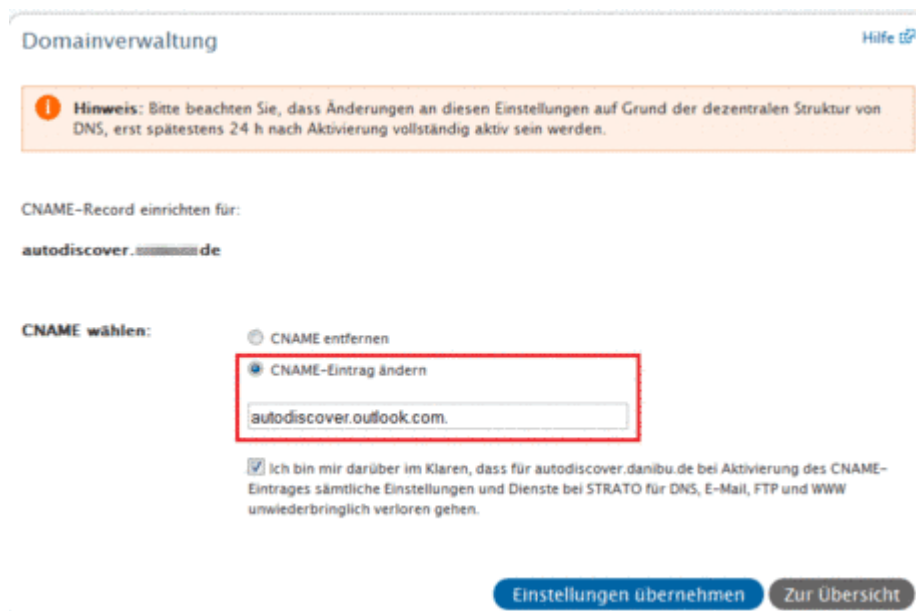 Domainverwaltung
Hilfe
Hinweis: Bitte beachten Sie, dass Änderungen an diesen Einstellungen auf Grund der dezentralen Struktur von
DNS, erst spätestens 24 h nach Aktivierung vollständig aktiv sein werden.
CNAME-Record einrichten für:
autodiscover. de
CNAME wählen:
CNAME entfernen
CNAME-Eintrag ändern
autodiscover.outlook.com.
Ich bin mir darüber im Klaren, dass für autodiscover.danibu.de bei Aktivierung des CNAME-
Eintrages sämtliche Einstellungen und Dienste bei STRATO für DNS, E-Mail, FTP und WWW
unwiederbringlich verloren gehen.
Einstellungen übernehmen
Zur Übersicht